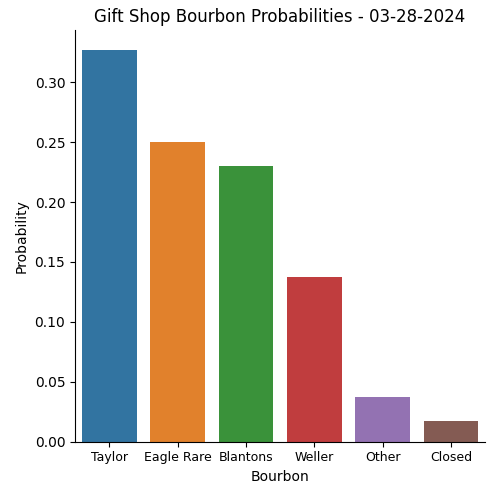 Gift Shop Bourbon Probabilities - 03-28-2024
Probability
0.30
0.25
0.20
0.15
0.10
0.05
0.00
Taylor Eagle Rare Blantons Weller Other Closed
Bourbon